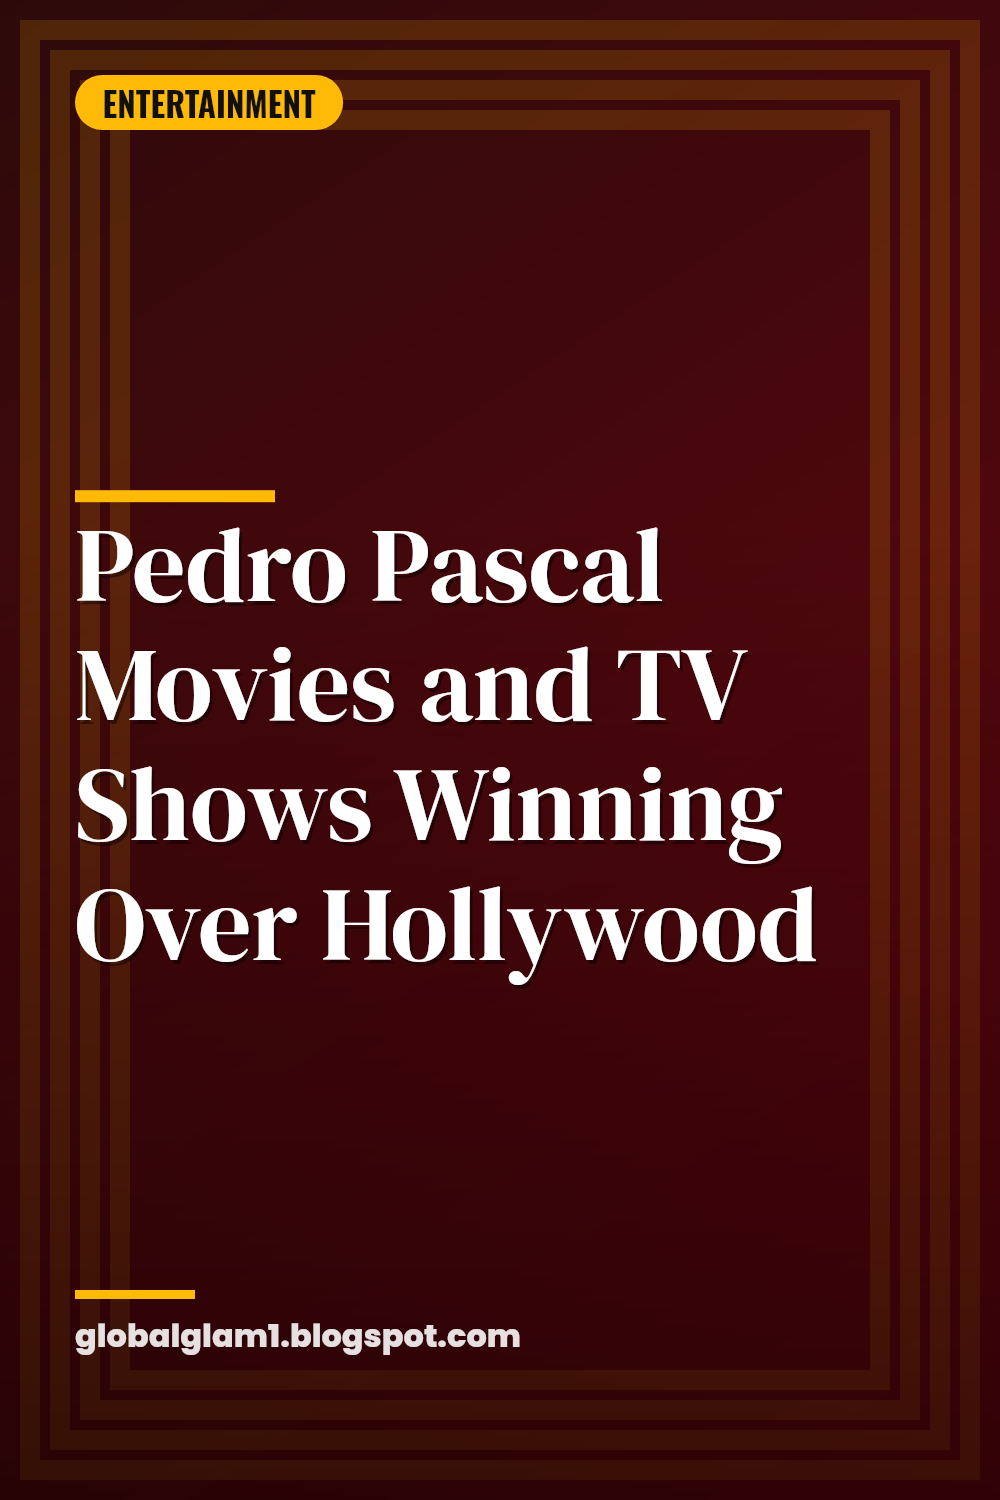 ENTERTAINMENT
Pedro Pascal
Movies and TV
Shows Winning
Over Hollywood
globalglam1.blogspot.com